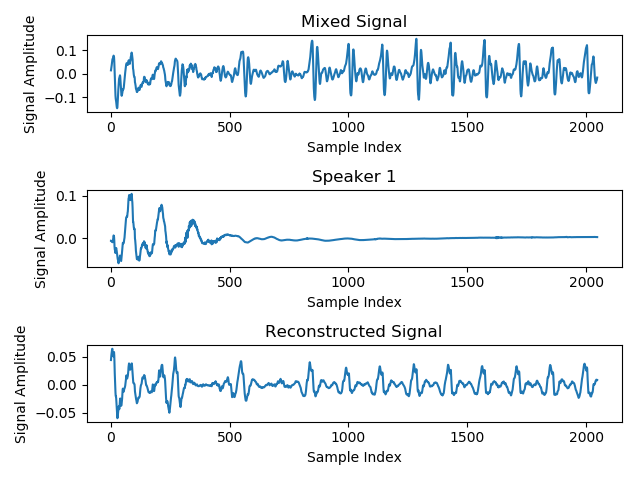 Mixed Signal
Signal Amplitude
0.1
0.0
−0.1
0 500 1000 1500 2000
Sample Index
Speaker 1
Signal Amplitude
0.1
0.0
0 500 1000 1500 2000
Sample Index
Reconstructed Signal
Signal Amplitude
0.05
0.00
−0.05
0 500 1000 1500 2000
Sample Index